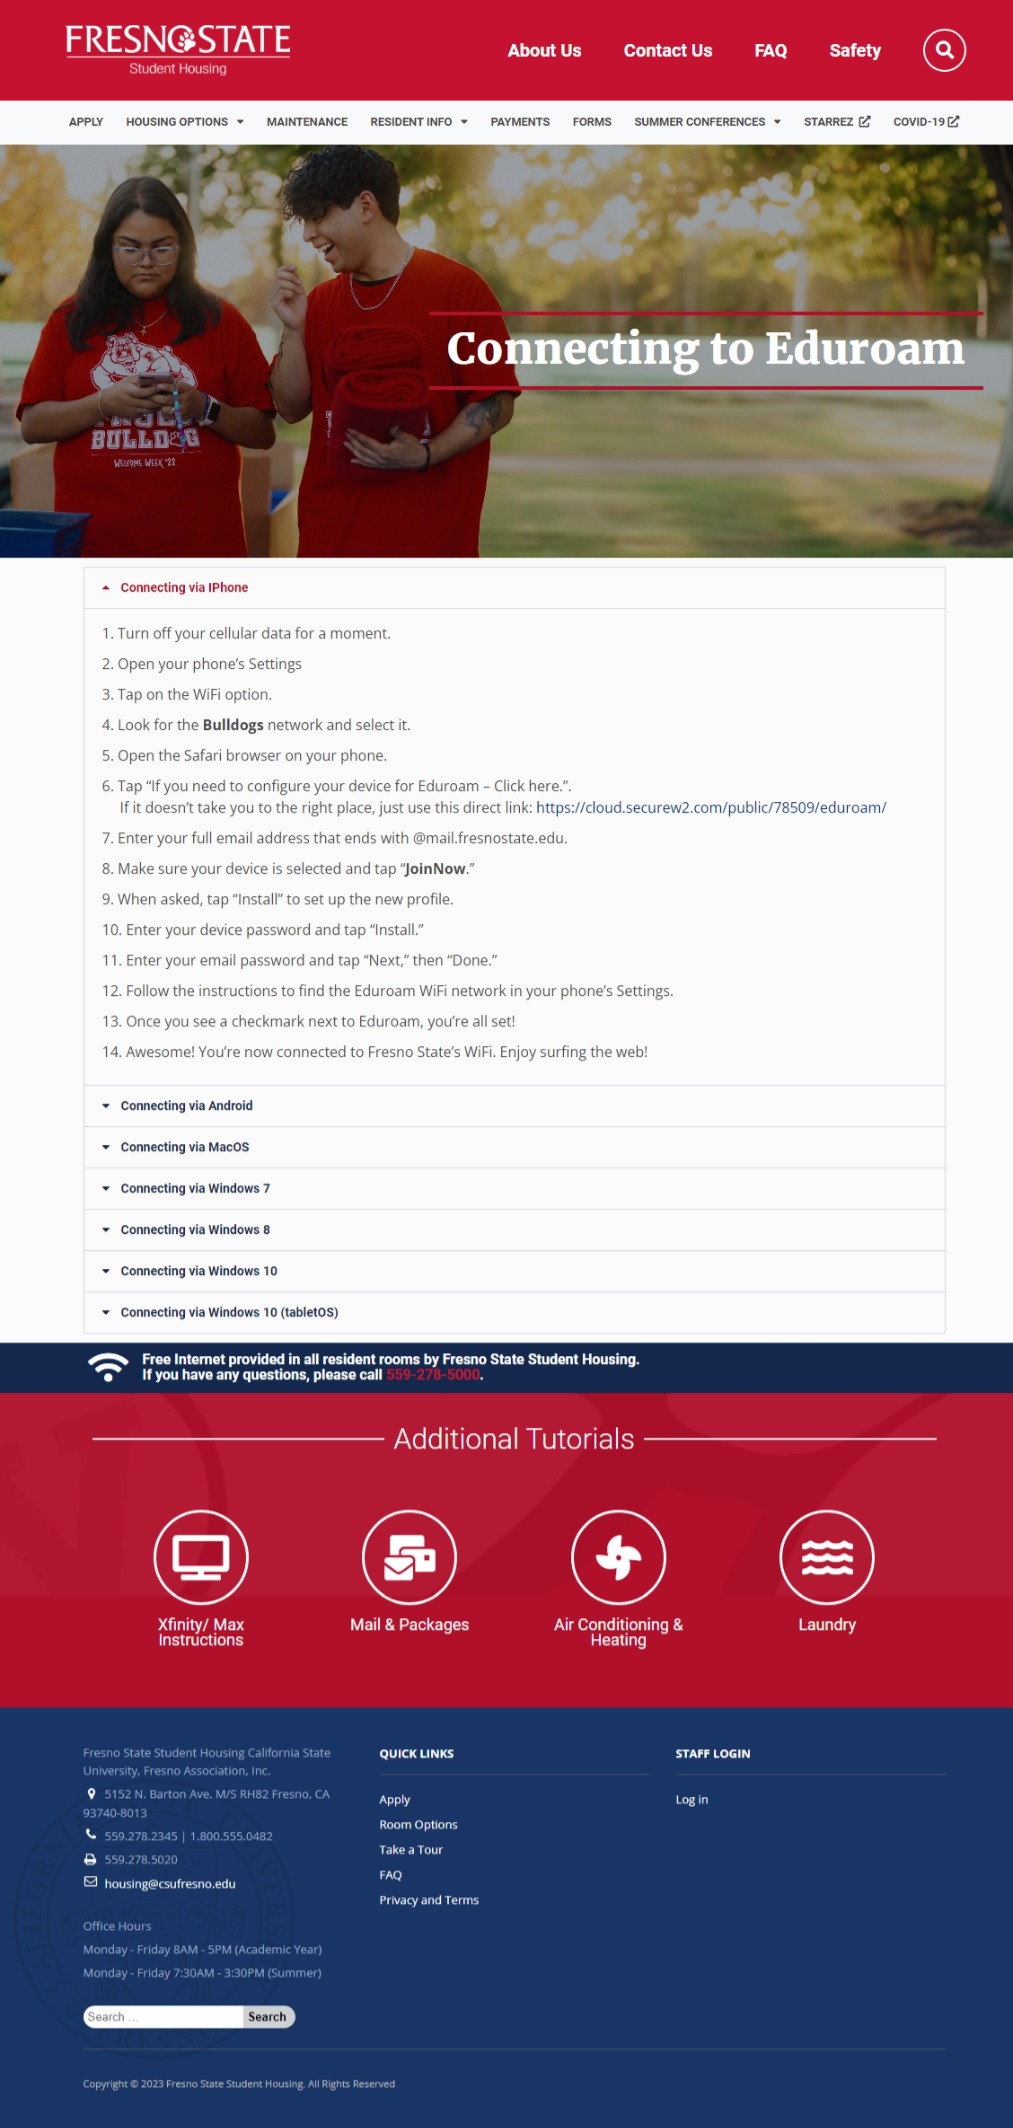 FRESNO STATE
Student Housing
About Us
Contact Us
FAQ
Safety
APPLY
HOUSING OPTIONS
MAINTENANCE
RESIDENT INFO
PAYMENTS
FORMS
SUMMER CONFERENCES
STARREZ
COVID-19
BULLDOG
WELCOME WEEK '22
Connecting to Eduroam
Connecting via IPhone
1. Turn off your cellular data for a moment.
2. Open your phone’s Settings
3. Tap on the WiFi option.
4. Look for the Bulldogs network and select it.
5. Open the Safari browser on your phone.
6. Tap “If you need to configure your device for Eduroam – Click here.”.
If it doesn’t take you to the right place, just use this direct link: https://cloud.securew2.com/public/78509/eduroam/
7. Enter your full email address that ends with @mail.fresnostate.edu.
8. Make sure your device is selected and tap “JoinNow.”
9. When asked, tap “Install” to set up the new profile.
10. Enter your device password and tap “Install.”
11. Enter your email password and tap “Next,” then “Done.”
12. Follow the instructions to find the Eduroam WiFi network in your phone’s Settings.
13. Once you see a checkmark next to Eduroam, you’re all set!
14. Awesome! You’re now connected to Fresno State’s WiFi. Enjoy surfing the web!
Connecting via Android
Connecting via MacOS
Connecting via Windows 7
Connecting via Windows 8
Connecting via Windows 10
Connecting via Windows 10 (tabletOS)
Free Internet provided in all resident rooms by Fresno State Student Housing.
If you have any questions, please call 559-278-5000.
Additional Tutorials
Xfinity/ Max
Instructions
Mail & Packages
Air Conditioning &
Heating
Laundry
Fresno State Student Housing California State
University, Fresno Association, Inc.
5152 N. Barton Ave. M/S RH82 Fresno, CA
93740-8013
559.278.2345 | 1.800.555.0482
559.278.5020
housing@csufresno.edu
Office Hours
Monday - Friday 8AM - 5PM (Academic Year)
Monday - Friday 7:30AM - 3:30PM (Summer)
Search ...
Search
QUICK LINKS
Apply
Room Options
Take a Tour
FAQ
Privacy and Terms
STAFF LOGIN
Log in
Copyright © 2023 Fresno State Student Housing. All Rights Reserved